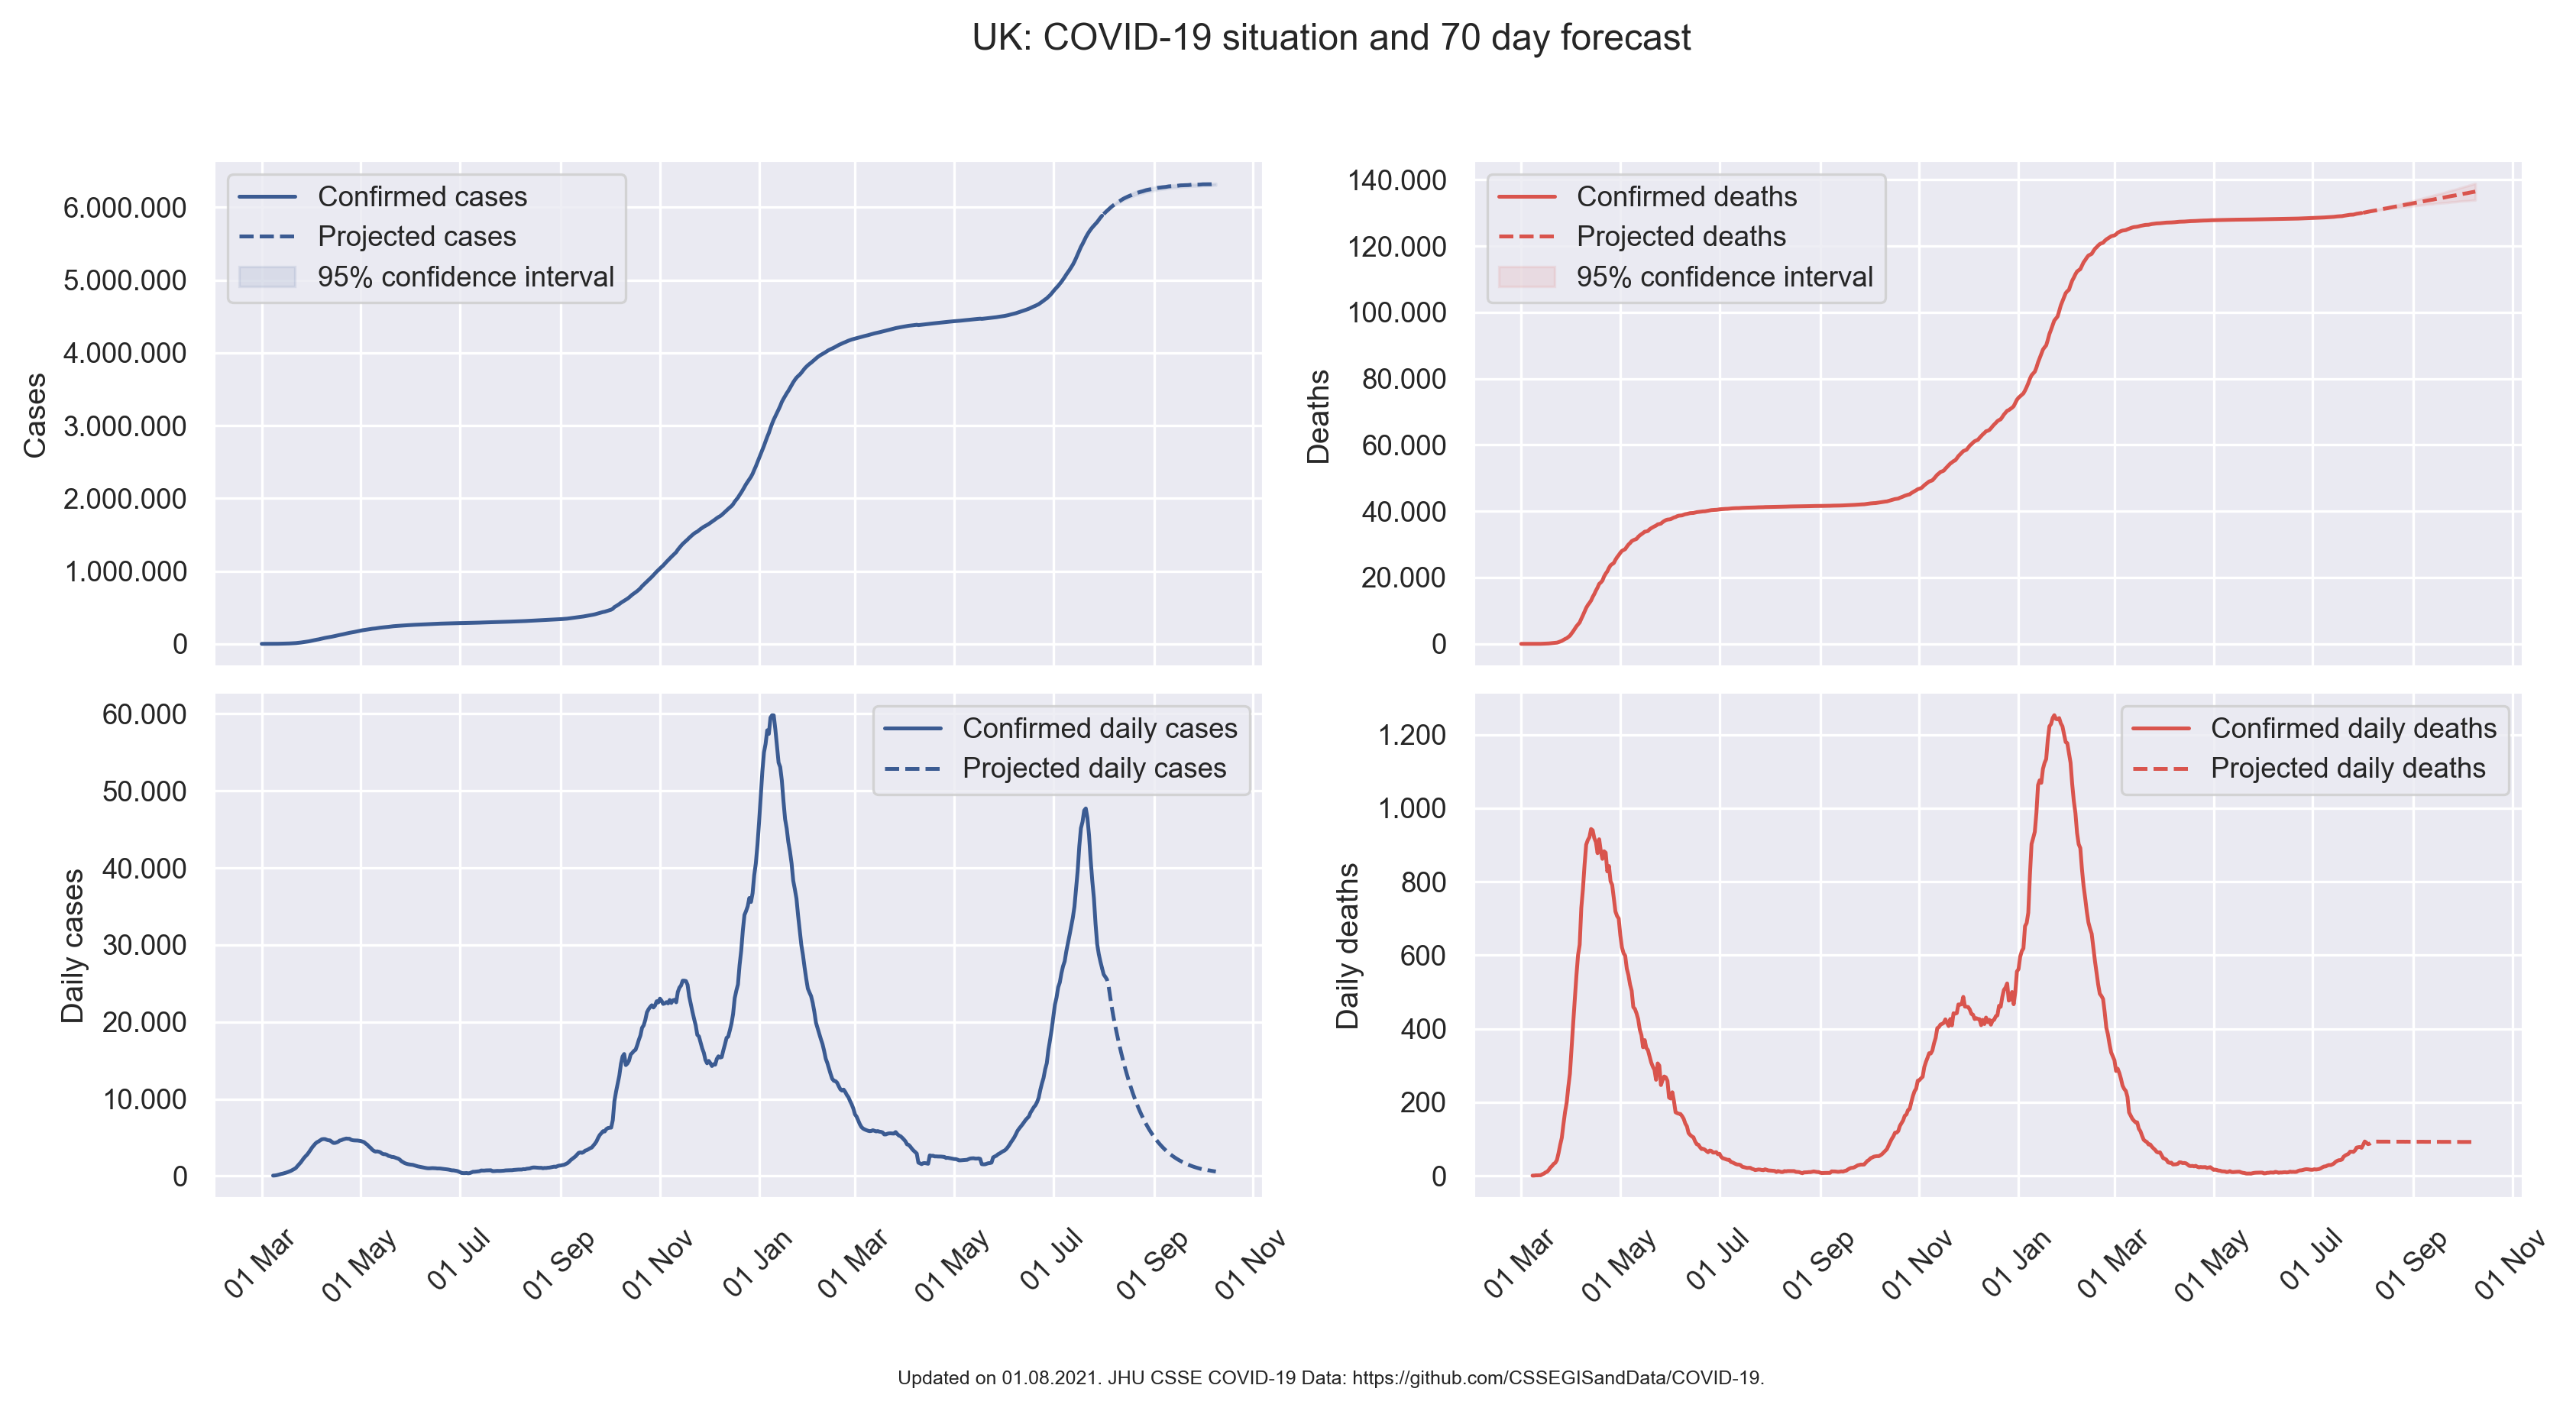 UK: COVID-19 situation and 70 day forecast
Confirmed cases
Projected cases
95% confidence interval
6.000.000
5.000.000
4.000.000
3.000.000
2.000.000
1.000.000
0
Cases
Confirmed deaths
Projected deaths
95% confidence interval
140.000
120.000
100.000
80.000
60.000
40.000
20.000
0
Deaths
Confirmed daily cases
Projected daily cases
60.000
50.000
40.000
30.000
20.000
10.000
0
Daily cases
01 Mar
01 May
01 Jul
01 Sep
01 Nov
01 Jan
01 Mar
01 May
01 Jul
01 Sep
01 Nov
Confirmed daily deaths
Projected daily deaths
1.200
1.000
800
600
400
200
0
Daily deaths
01 Mar
01 May
01 Jul
01 Sep
01 Nov
01 Jan
01 Mar
01 May
01 Jul
01 Sep
01 Nov
Updated on 01.08.2021. JHU CSSE COVID-19 Data: https://github.com/CSSEGISandData/COVID-19.